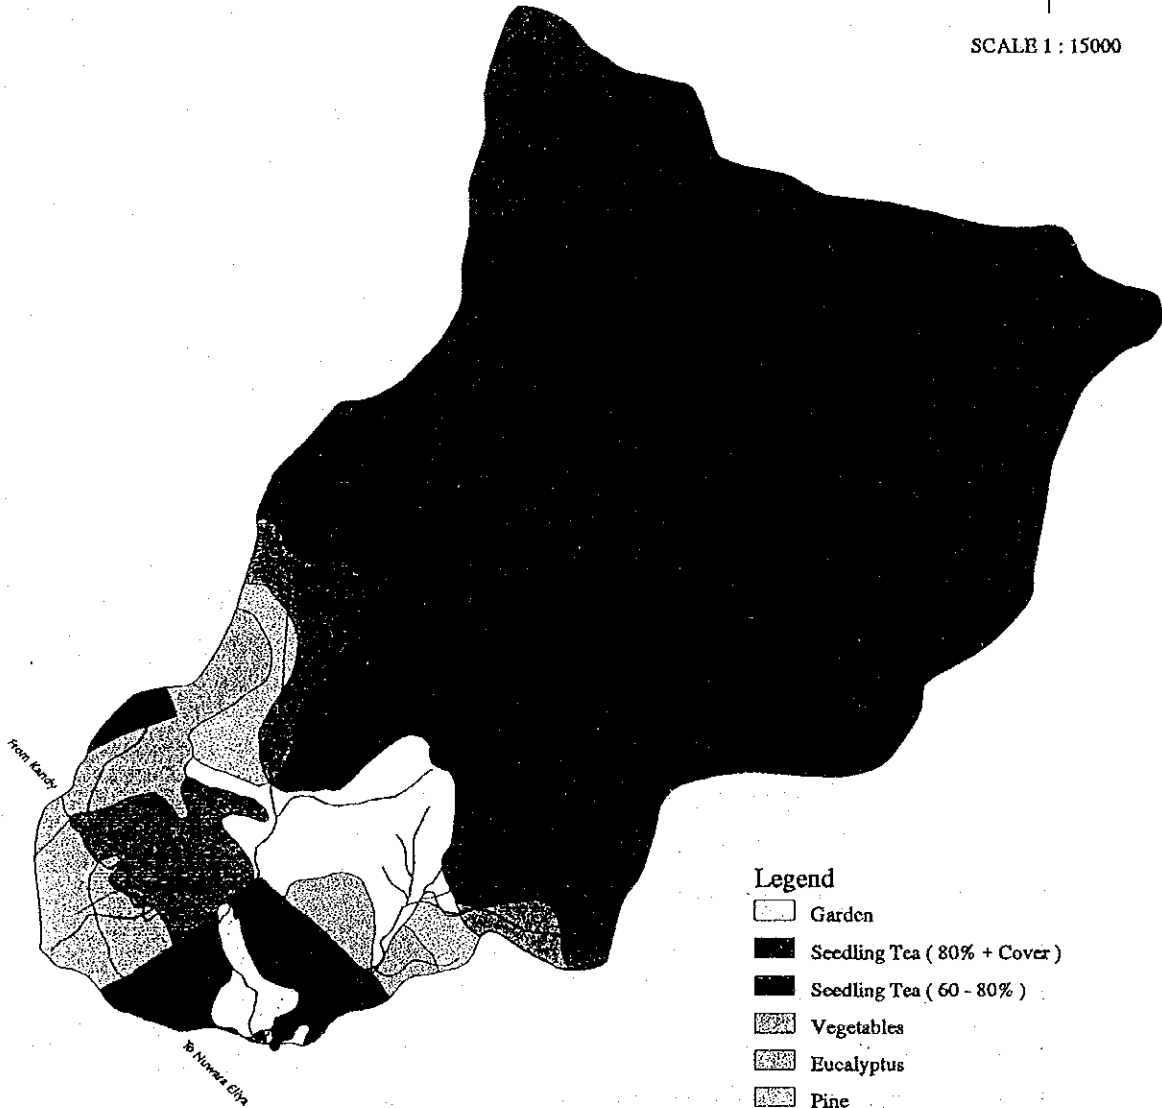 SCALE 1 : 15000
From Kandy
To Nuwara Eliya
Legend
Garden
Seedling Tea ( 80% + Cover )
Seedling Tea ( 60 - 80% )
Vegetables
Eucalyptus
Pine